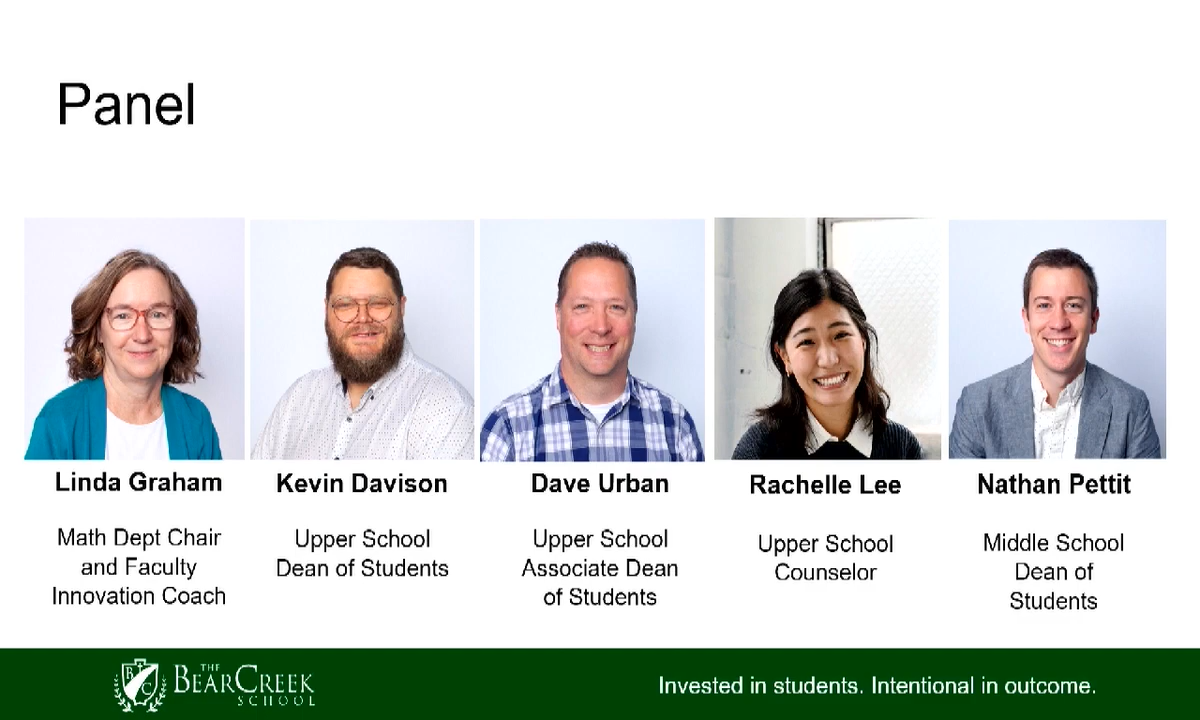 Panel
Linda Graham
Math Dept Chair
and Faculty
Innovation Coach
Kevin Davison
Upper School
Dean of Students
Dave Urban
Upper School
Associate Dean
of Students
Rachelle Lee
Upper School
Counselor
Nathan Pettit
Middle School
Dean of
Students
B C
THE
BEARCREEK
SCHOOL
Invested in students. Intentional in outcome.